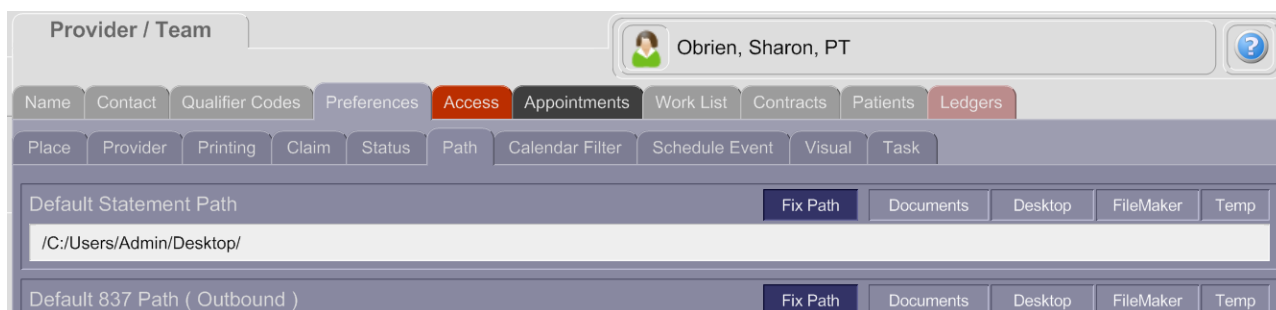 Provider / Team
Obrien, Sharon, PT
?
Name Contact Qualifier Codes Preferences Access Appointments Work List Contracts Patients Ledgers
Place Provider Printing Claim Status Path Calendar Filter Schedule Event Visual Task
Default Statement Path Fix Path Documents Desktop FileMaker Temp
/C:/Users/Admin/Desktop/
Default 837 Path ( Outbound ) Fix Path Documents Desktop FileMaker Temp